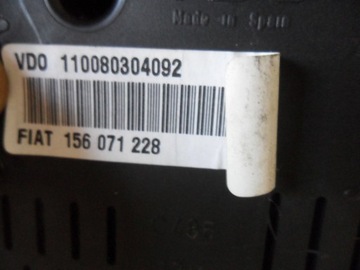 Made in Spain
VDO 110080304092
FIAT 156 071 228